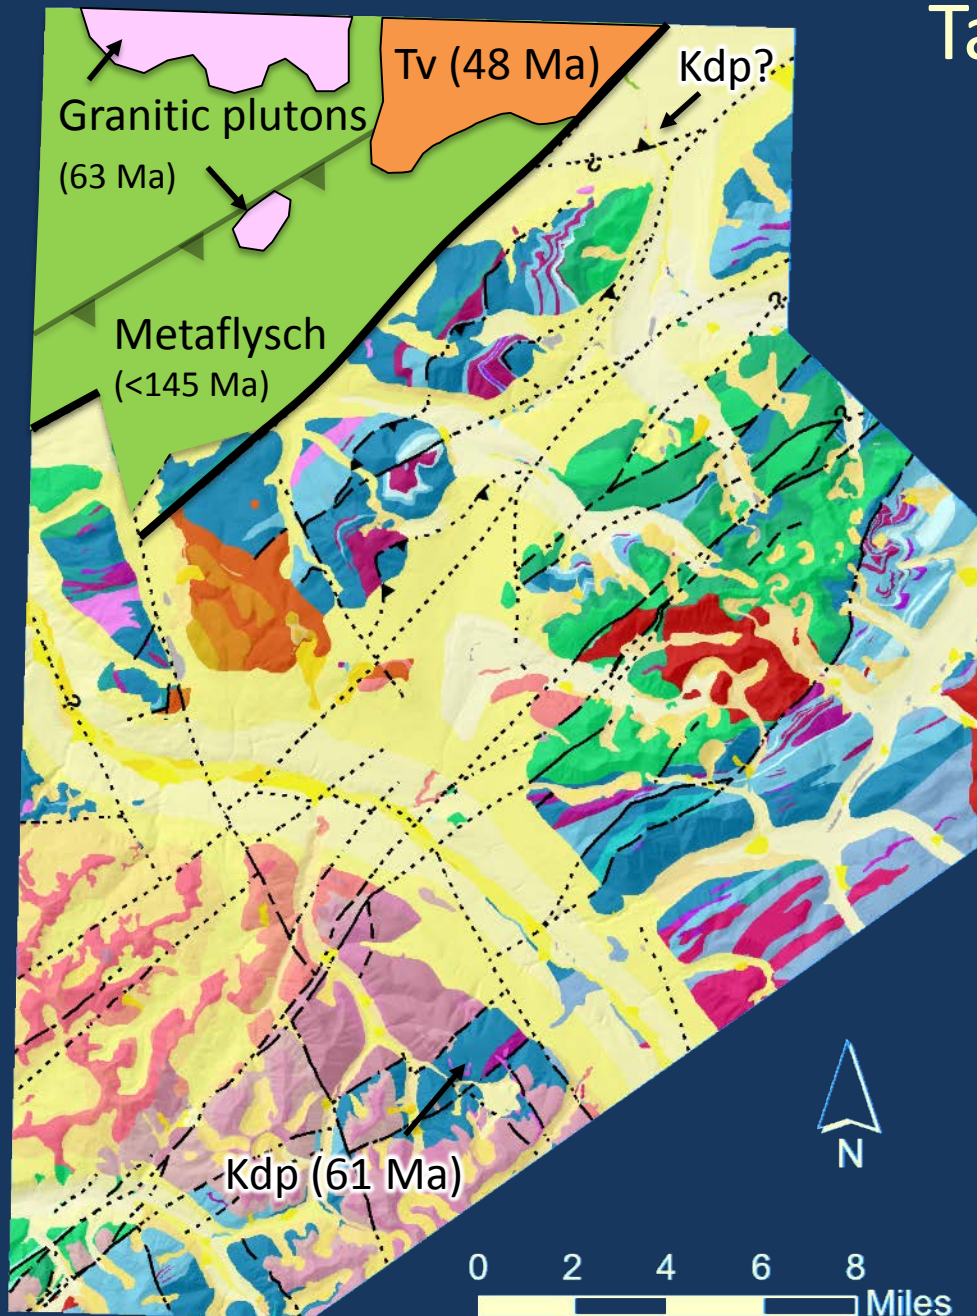 Ta
Tv (48 Ma)
Kdp?
Granitic plutons
(63 Ma)
?
?
Metaflysch
(<145 Ma)
?
?
Kdp (61 Ma)
N
0 2 4 6 8
Miles